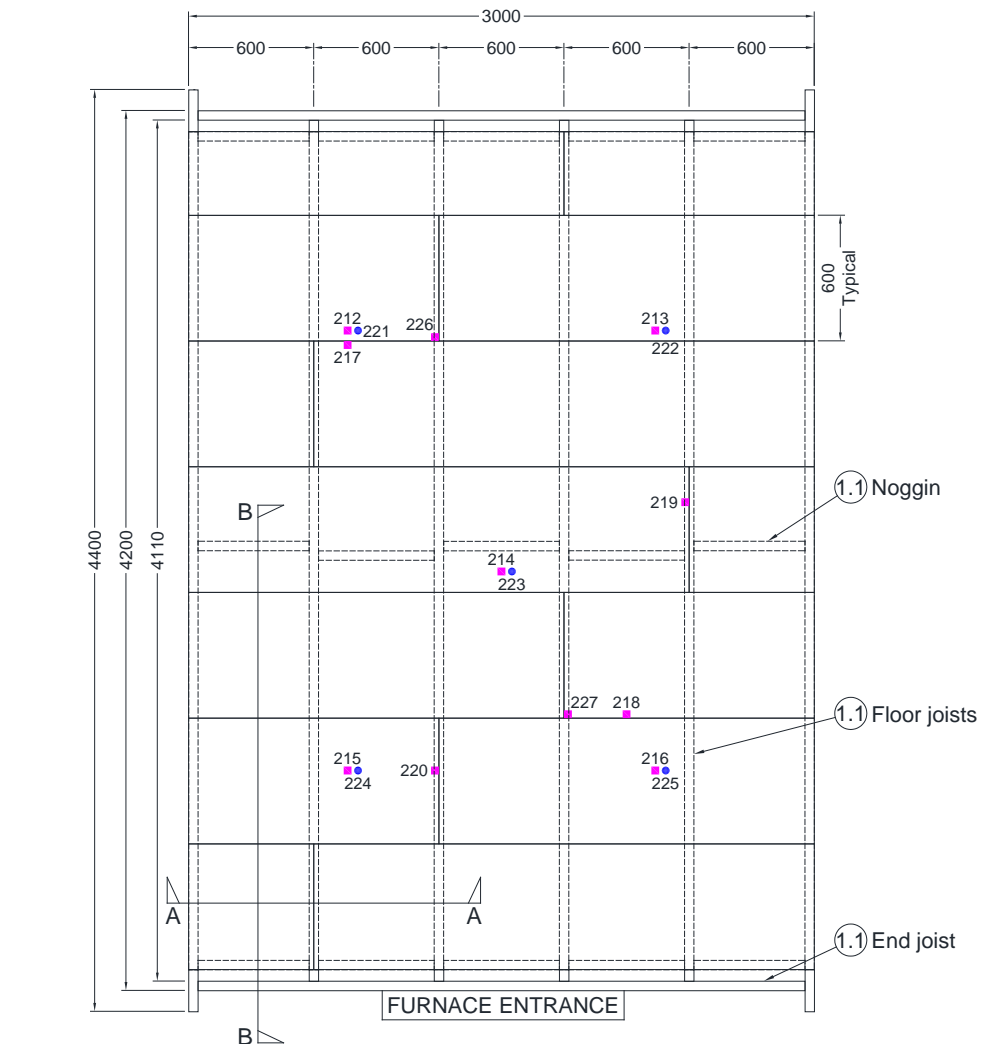 3000
600 600 600 600 600
4400
4200
4110
600
Typical
212
221
226
217
213
222
219
B
1.1 Noggin
214
223
227 218
1.1 Floor joists
215
224
220
216
225
A A
1.1 End joist
FURNACE ENTRANCE
B